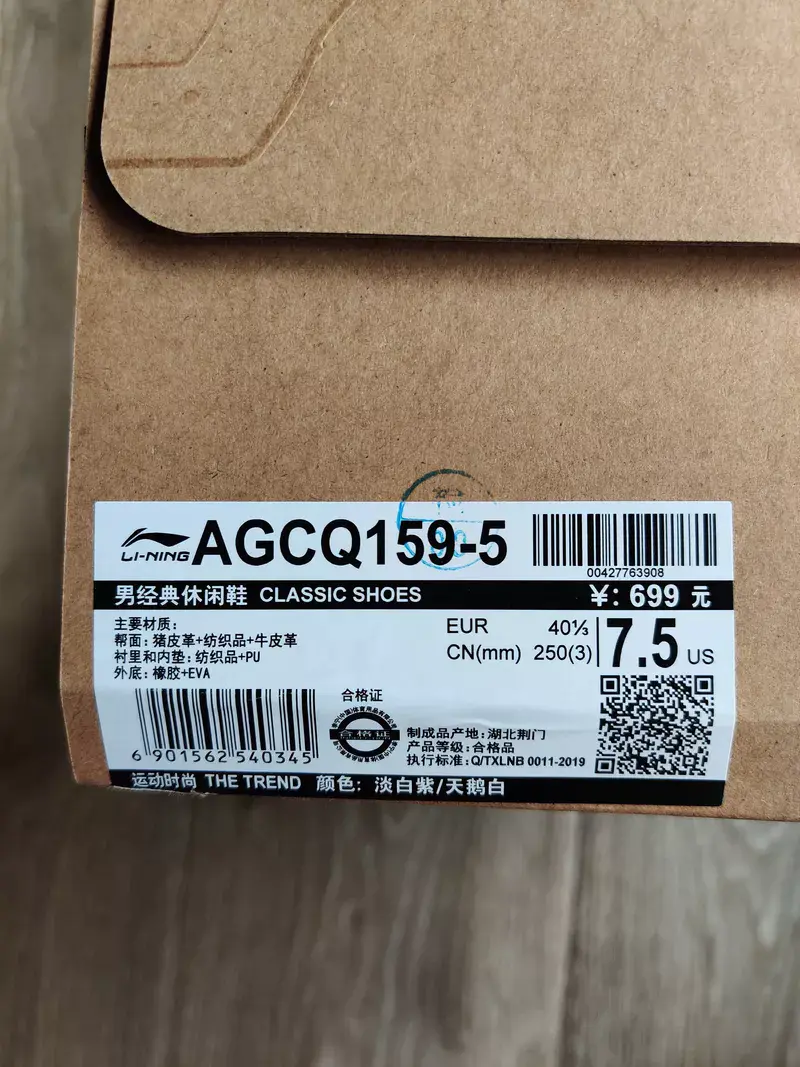 LI-NING AGCQ159-5
00427763908
男经典休闲鞋 CLASSIC SHOES ¥: 699 元
主要材质:
帮面: 猪皮革+纺织品+牛皮革
衬里和内垫: 纺织品+PU
外底: 橡胶+EVA
EUR 40⅓
CN(mm) 250(3)
7.5 US
6 901562 540345
合格证
合格证
制成品产地: 湖北荆门
产品等级: 合格品
执行标准: Q/TXLNB 0011-2019
运动时尚 THE TREND 颜色: 淡白紫/天鹅白